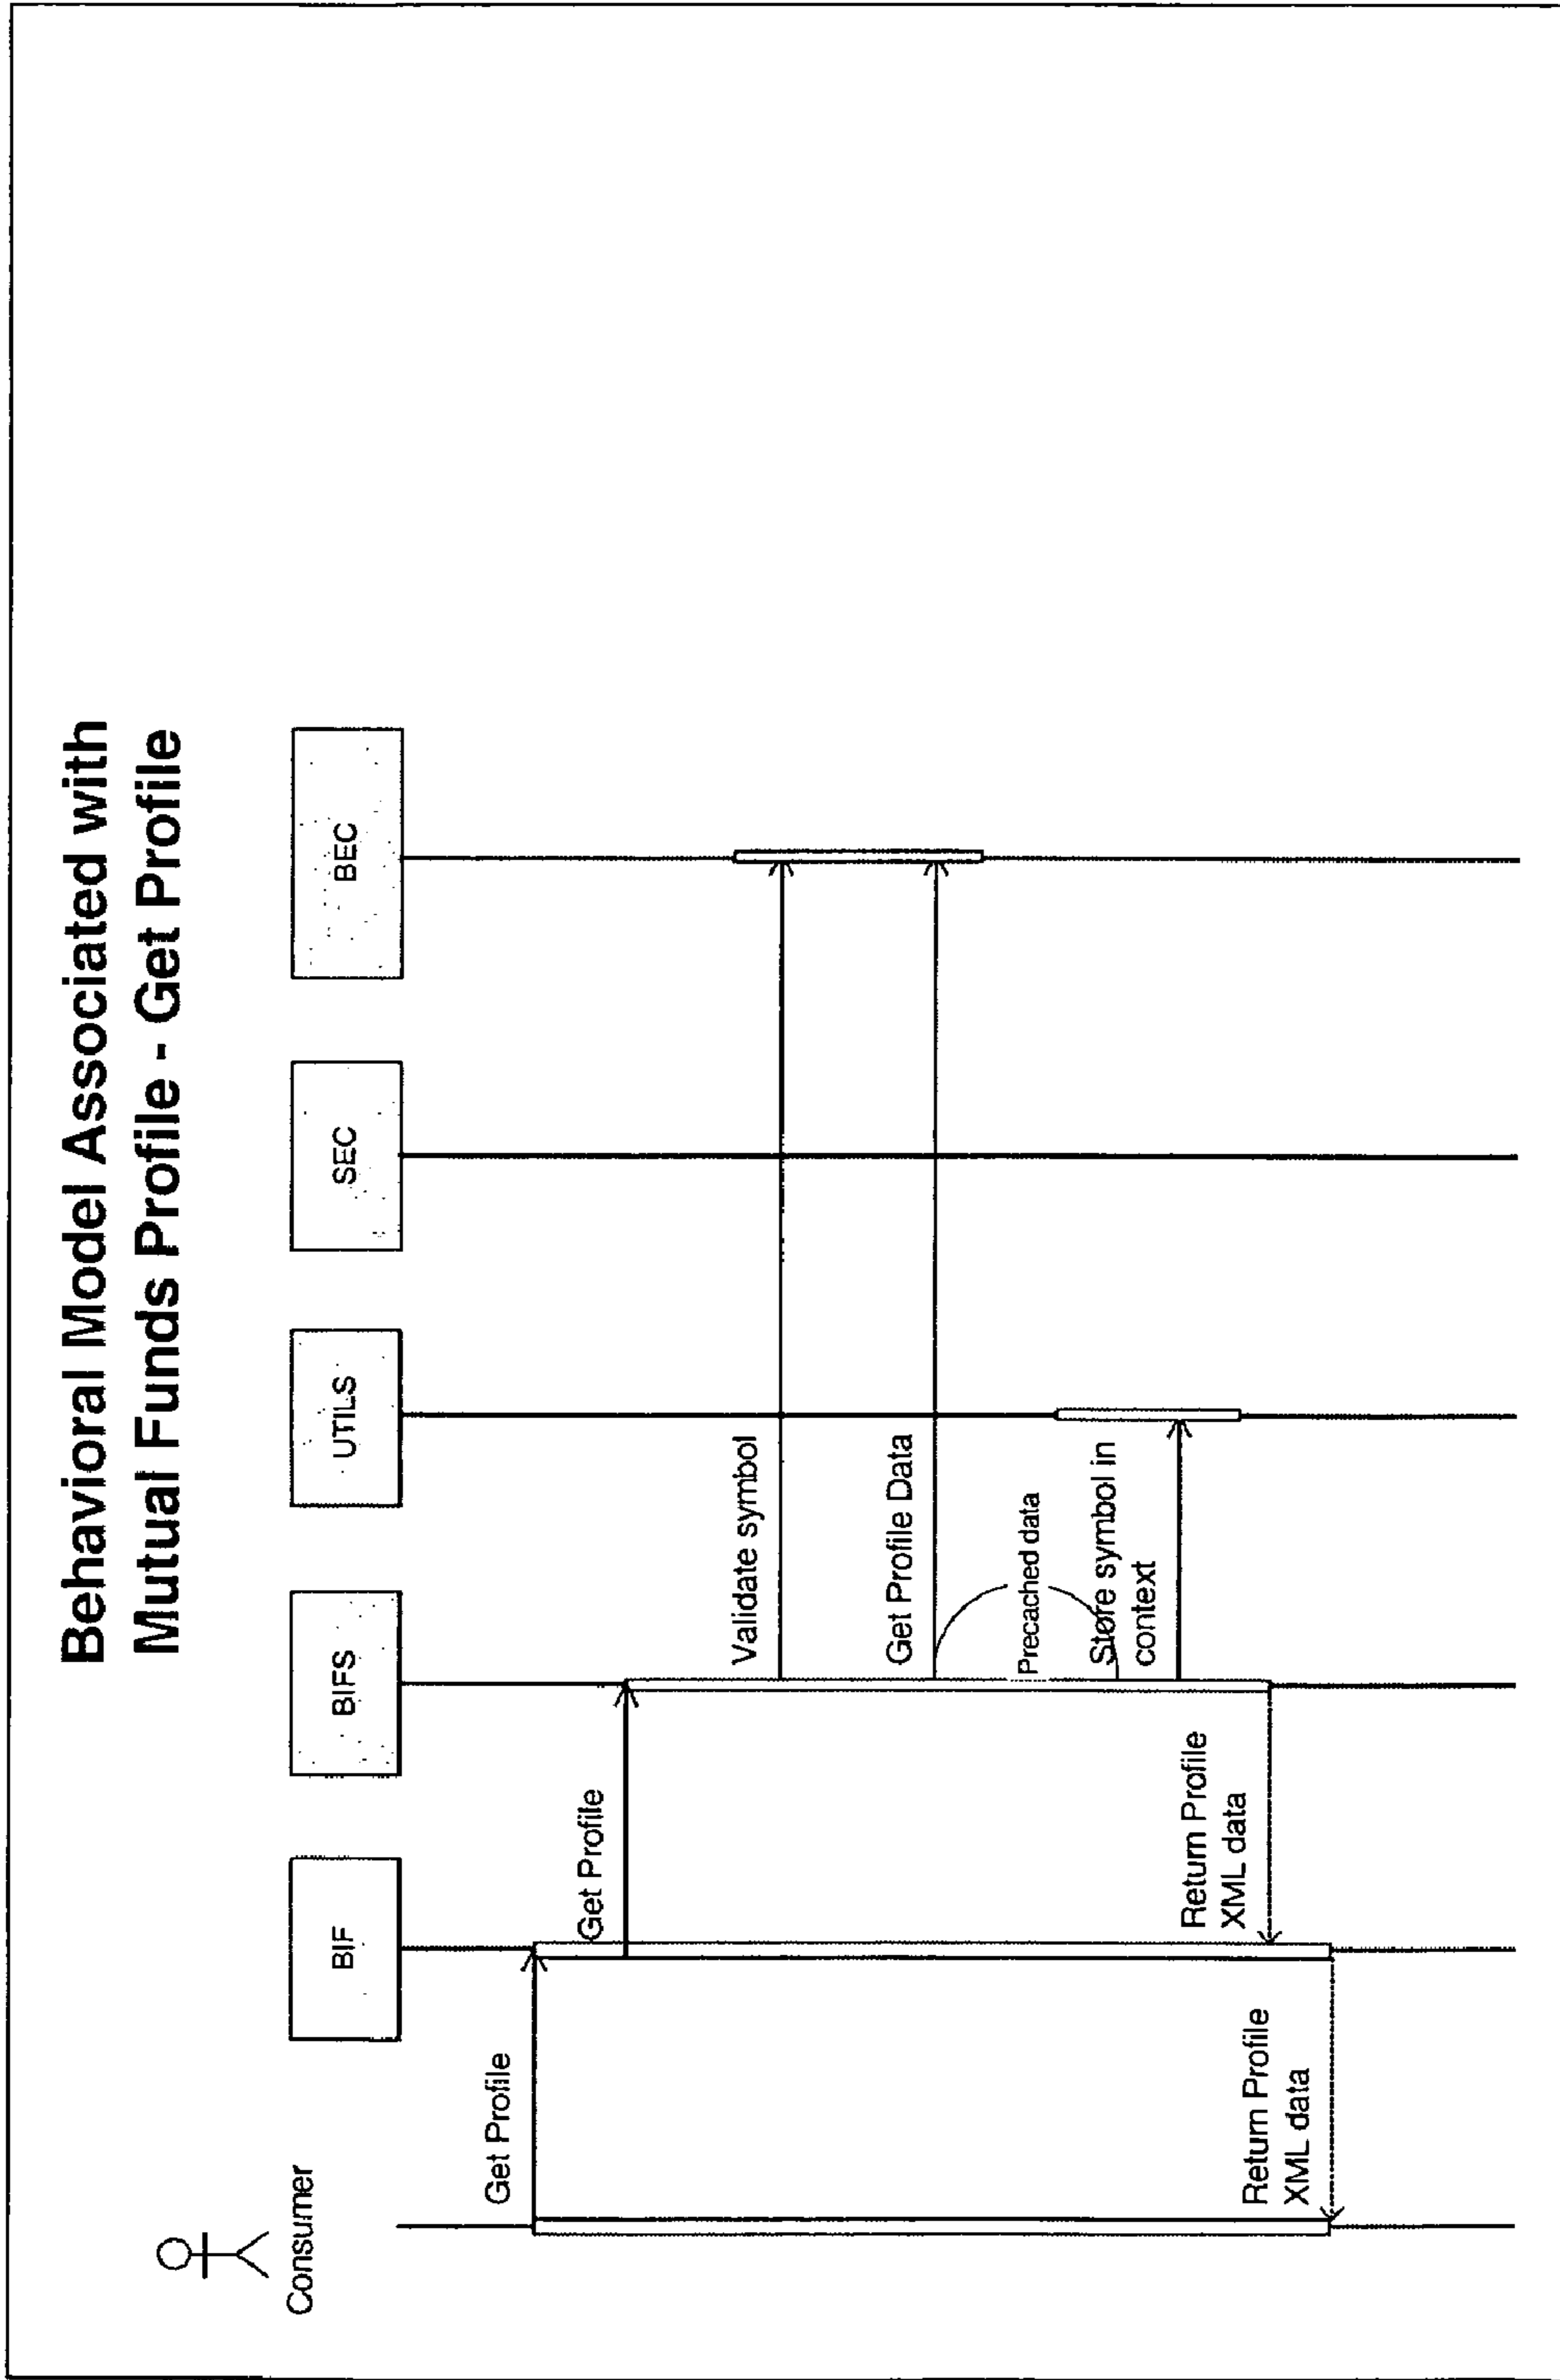 Behavioral Model Associated with
Mutual Funds Profile - Get Profile
Consumer
BIF
BIFS
UTILS
SEC
BEC
Get Profile
Get Profile
Validate symbol
Get Profile Data
Precached data
Store symbol in
context
Return Profile
XML data
Return Profile
XML data